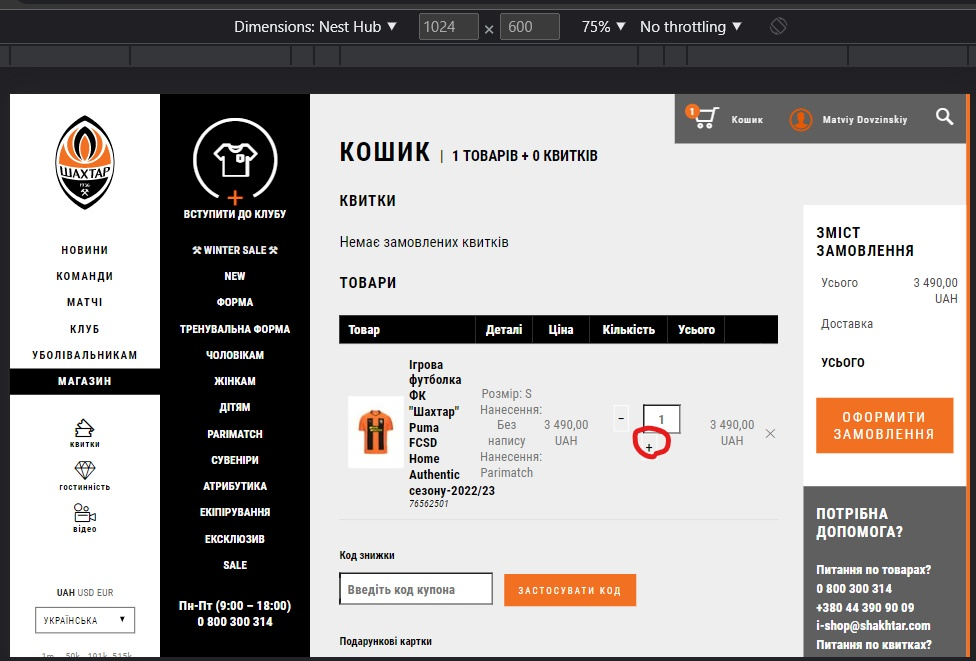 Dimensions: Nest Hub ▼ 1024 × 600 75% ▼ No throttling ▼
1 Кошик Matviy Dovzinskiy
ШАХТАР
1936
НОВИНИ
КОМАНДИ
МАТЧІ
КЛУБ
УБОЛІВАЛЬНИКАМ
МАГАЗИН
квитки
гостинність
відео
UAH USD EUR
УКРАЇНСЬКА ▼
1m 50k 191k 515k
ВСТУПИТИ ДО КЛУБУ
⚒ WINTER SALE ⚒
NEW
ФОРМА
ТРЕНУВАЛЬНА ФОРМА
ЧОЛОВІКАМ
ЖІНКАМ
ДІТЯМ
PARIMATCH
СУВЕНІРИ
АТРИБУТИКА
ЕКІПІРУВАННЯ
ЕКСКЛЮЗИВ
SALE
Пн-Пт (9:00 – 18:00)
0 800 300 314
КОШИК | 1 ТОВАРІВ + 0 КВИТКІВ
КВИТКИ
Немає замовлених квитків
ТОВАРИ
Товар Деталі Ціна Кількість Усього
Ігрова
футболка
ФК
"Шахтар"
Puma
FCSD
Home
Authentic
сезону-2022/23
76562501
Розмір: S
Нанесення:
Без
напису
Нанесення:
Parimatch
3 490,00
UAH
- 1
+
3 490,00
UAH
×
Код знижки
Введіть код купона ЗАСТОСУВАТИ КОД
Подарункові картки
ЗМІСТ
ЗАМОВЛЕННЯ
Усього 3 490,00
UAH
Доставка
УСЬОГО
ОФОРМИТИ
ЗАМОВЛЕННЯ
ПОТРІБНА
ДОПОМОГА?
Питання по товарах?
0 800 300 314
+380 44 390 90 09
i-shop@shakhtar.com
Питання по квитках?